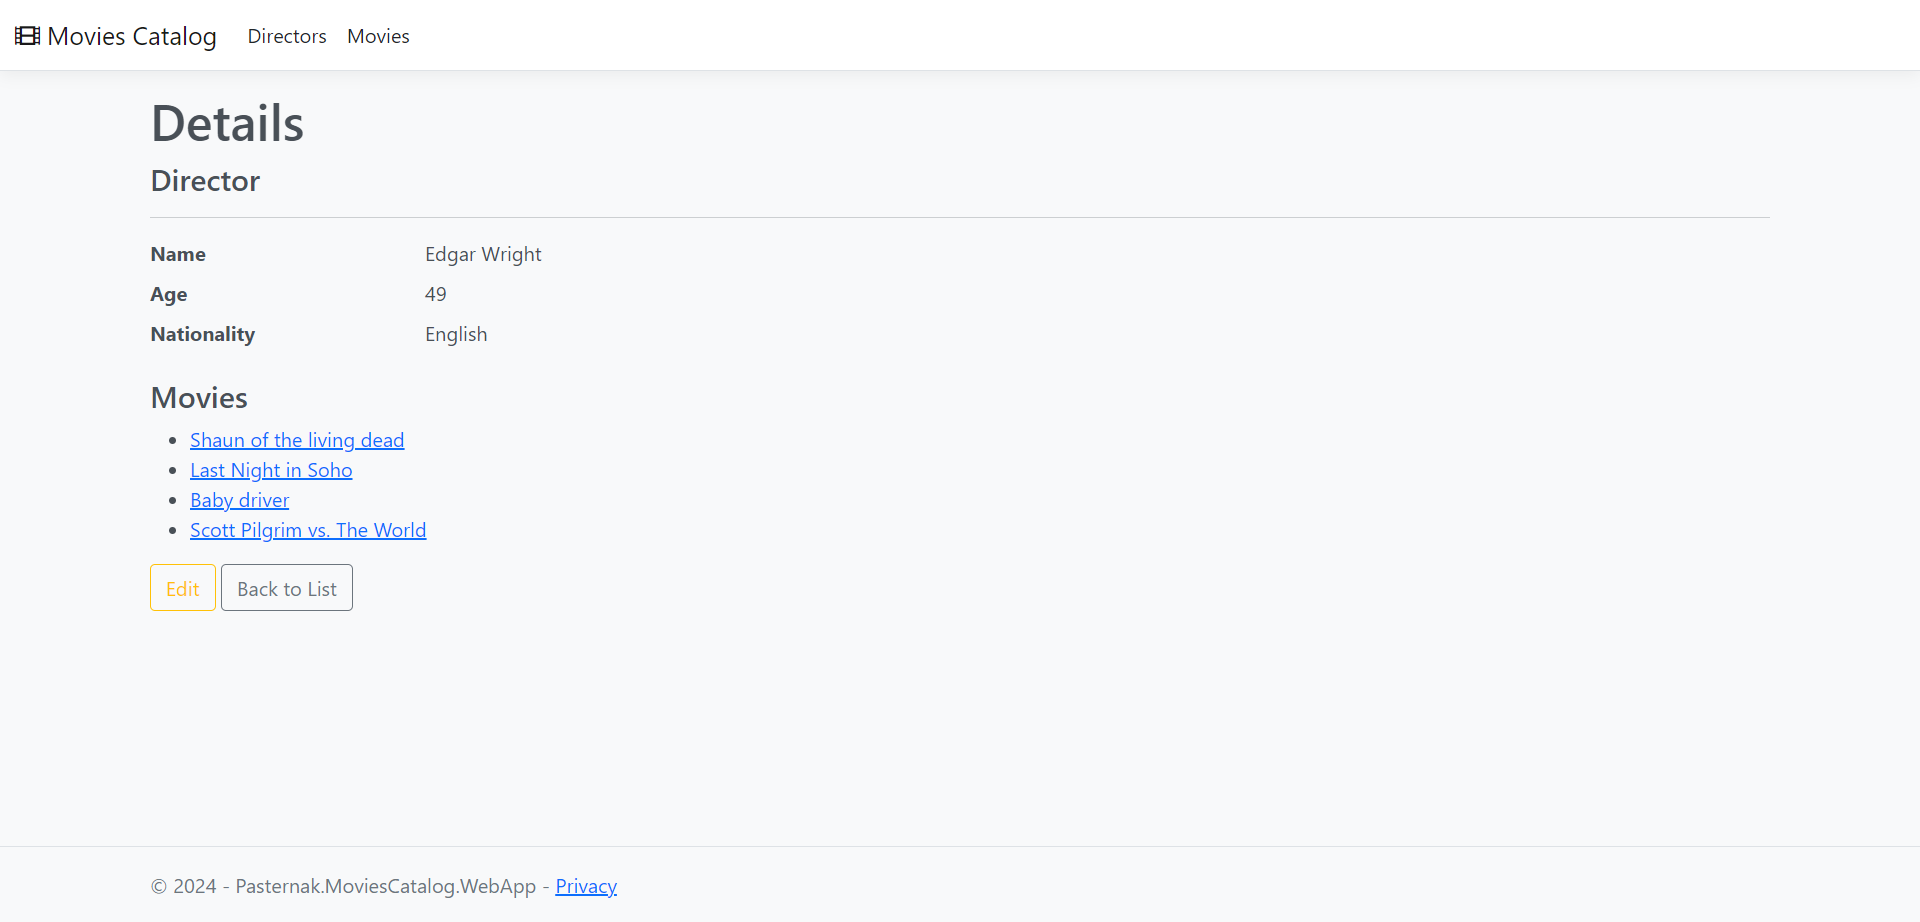 Movies Catalog Directors Movies
Details
Director
Name Edgar Wright
Age 49
Nationality English
Movies
Shaun of the living dead
Last Night in Soho
Baby driver
Scott Pilgrim vs. The World
Edit Back to List
© 2024 - Pasternak.MoviesCatalog.WebApp - Privacy